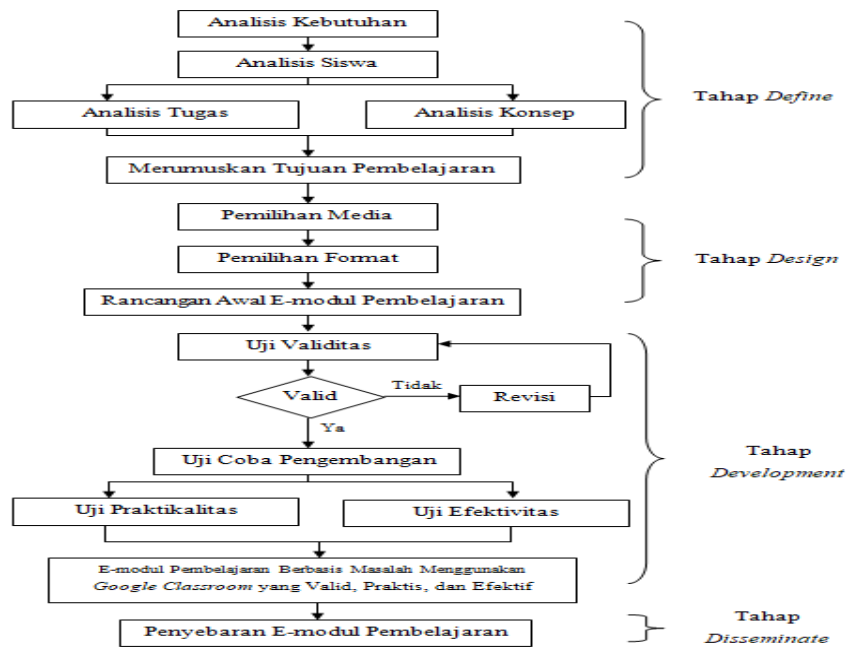 Analisis Kebutuhan
Analisis Siswa
Analisis Tugas
Analisis Konsep
Merumuskan Tujuan Pembelajaran
Tahap Define
Pemilihan Media
Pemilihan Format
Rancangan Awal E-modul Pembelajaran
Tahap Design
Uji Validitas
Valid
Tidak
Revisi
Ya
Uji Coba Pengembangan
Uji Praktikalitas
Uji Efektivitas
E-modul Pembelajaran Berbasis Masalah Menggunakan
Google Classroom yang Valid, Praktis, dan Efektif
Tahap
Development
Penyebaran E-modul Pembelajaran
Tahap
Disseminate